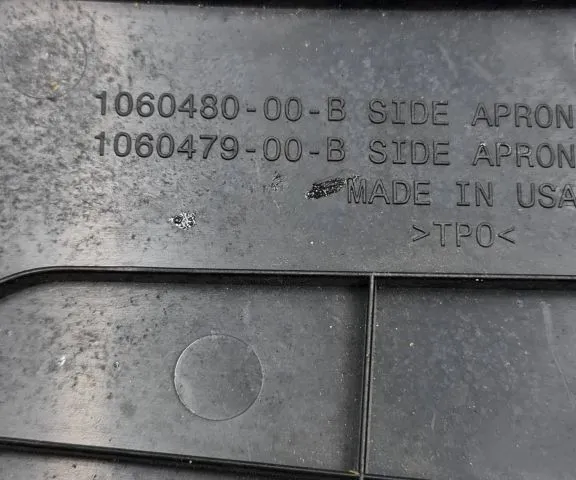 1060480-00-B SIDE APRON
1060479-00-B SIDE APRON
MADE IN USA
>TPO<